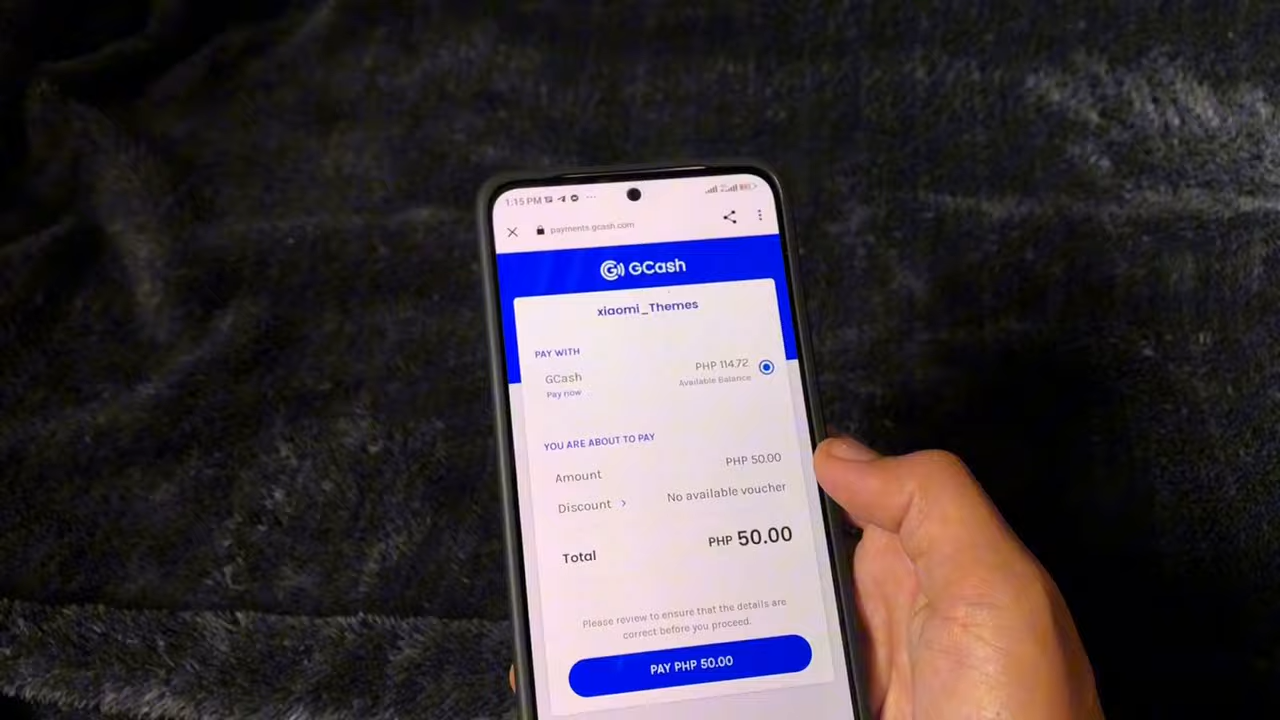 1:15 PM
payments.gcash.com
GCash
xiaomi_Themes
PAY WITH
GCash PHP 114.72
Pay now Available Balance
YOU ARE ABOUT TO PAY
Amount PHP 50.00
Discount > No available voucher
Total PHP 50.00
Please review to ensure that the details are
correct before you proceed.
PAY PHP 50.00